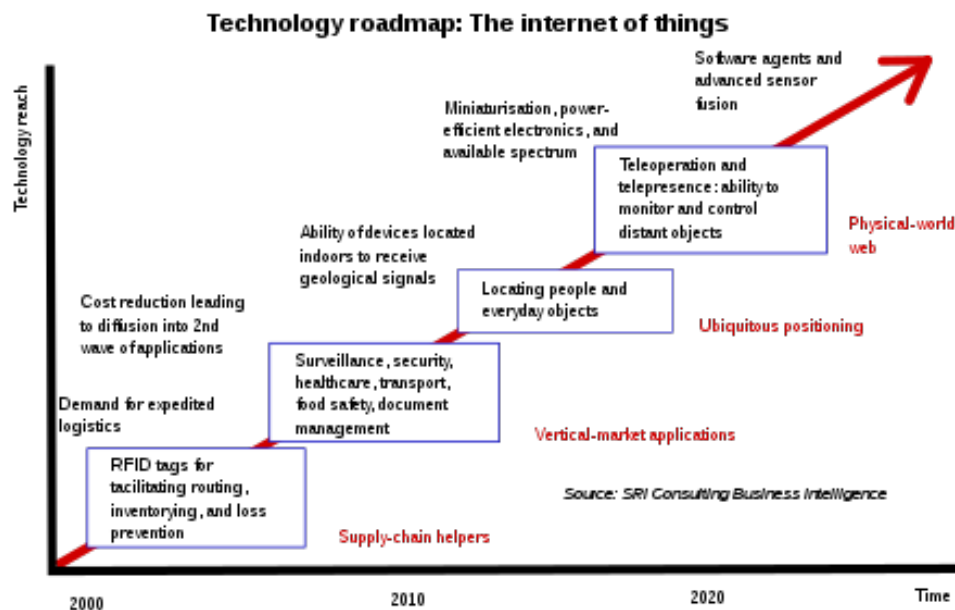 Technology roadmap: The internet of things
Software agents and
advanced sensor
fusion
Miniaturisation, power-
efficient electronics, and
available spectrum
Technology reach
Teleoperation and
telepresence: ability to
monitor and control
distant objects
Physical-world
web
Ability of devices located
indoors to receive
geological signals
Locating people and
everyday objects
Ubiquitous positioning
Cost reduction leading
to diffusion into 2nd
wave of applications
Surveillance, security,
healthcare, transport,
food safety, document
management
Vertical-market applications
Demand for expedited
logistics
RFID tags for
tacilitating routing,
inventorying, and loss
prevention
Supply-chain helpers
Source: SRI Consulting Business Intelligence
2000
2010
2020
Time